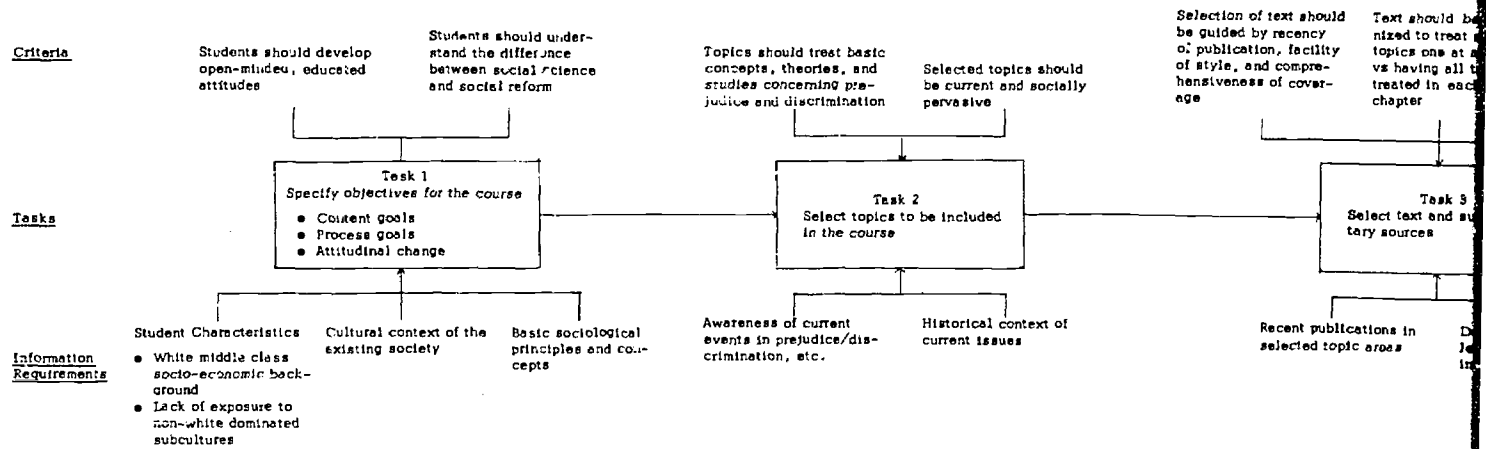 Criteria
Students should develop
open-minded, educated
attitudes
Students should under-
stand the difference
between social science
and social reform
Topics should treat basic
concepts, theories, and
studies concerning pre-
judice and discrimination
Selected topics should
be current and socially
pervasive
Selection of text should
be guided by recency
of publication, facility
of style, and compre-
hensiveness of cover-
age
Text should be
nized to treat
topics one at a
vs having all t
treated in each
chapter
Tasks
Task 1
Specify objectives for the course
● Content goals
● Process goals
● Attitudinal change
Task 2
Select topics to be included
in the course
Task 3
Select text and su
tary sources
Information
Requirements
Student Characteristics
● White middle class
socio-economic back-
ground
● Lack of exposure to
non-white dominated
subcultures
Cultural context of the
existing society
Basic sociological
principles and con-
cepts
Awareness of current
events in prejudice/dis-
crimination, etc.
Historical context of
current issues
Recent publications in
selected topic areas